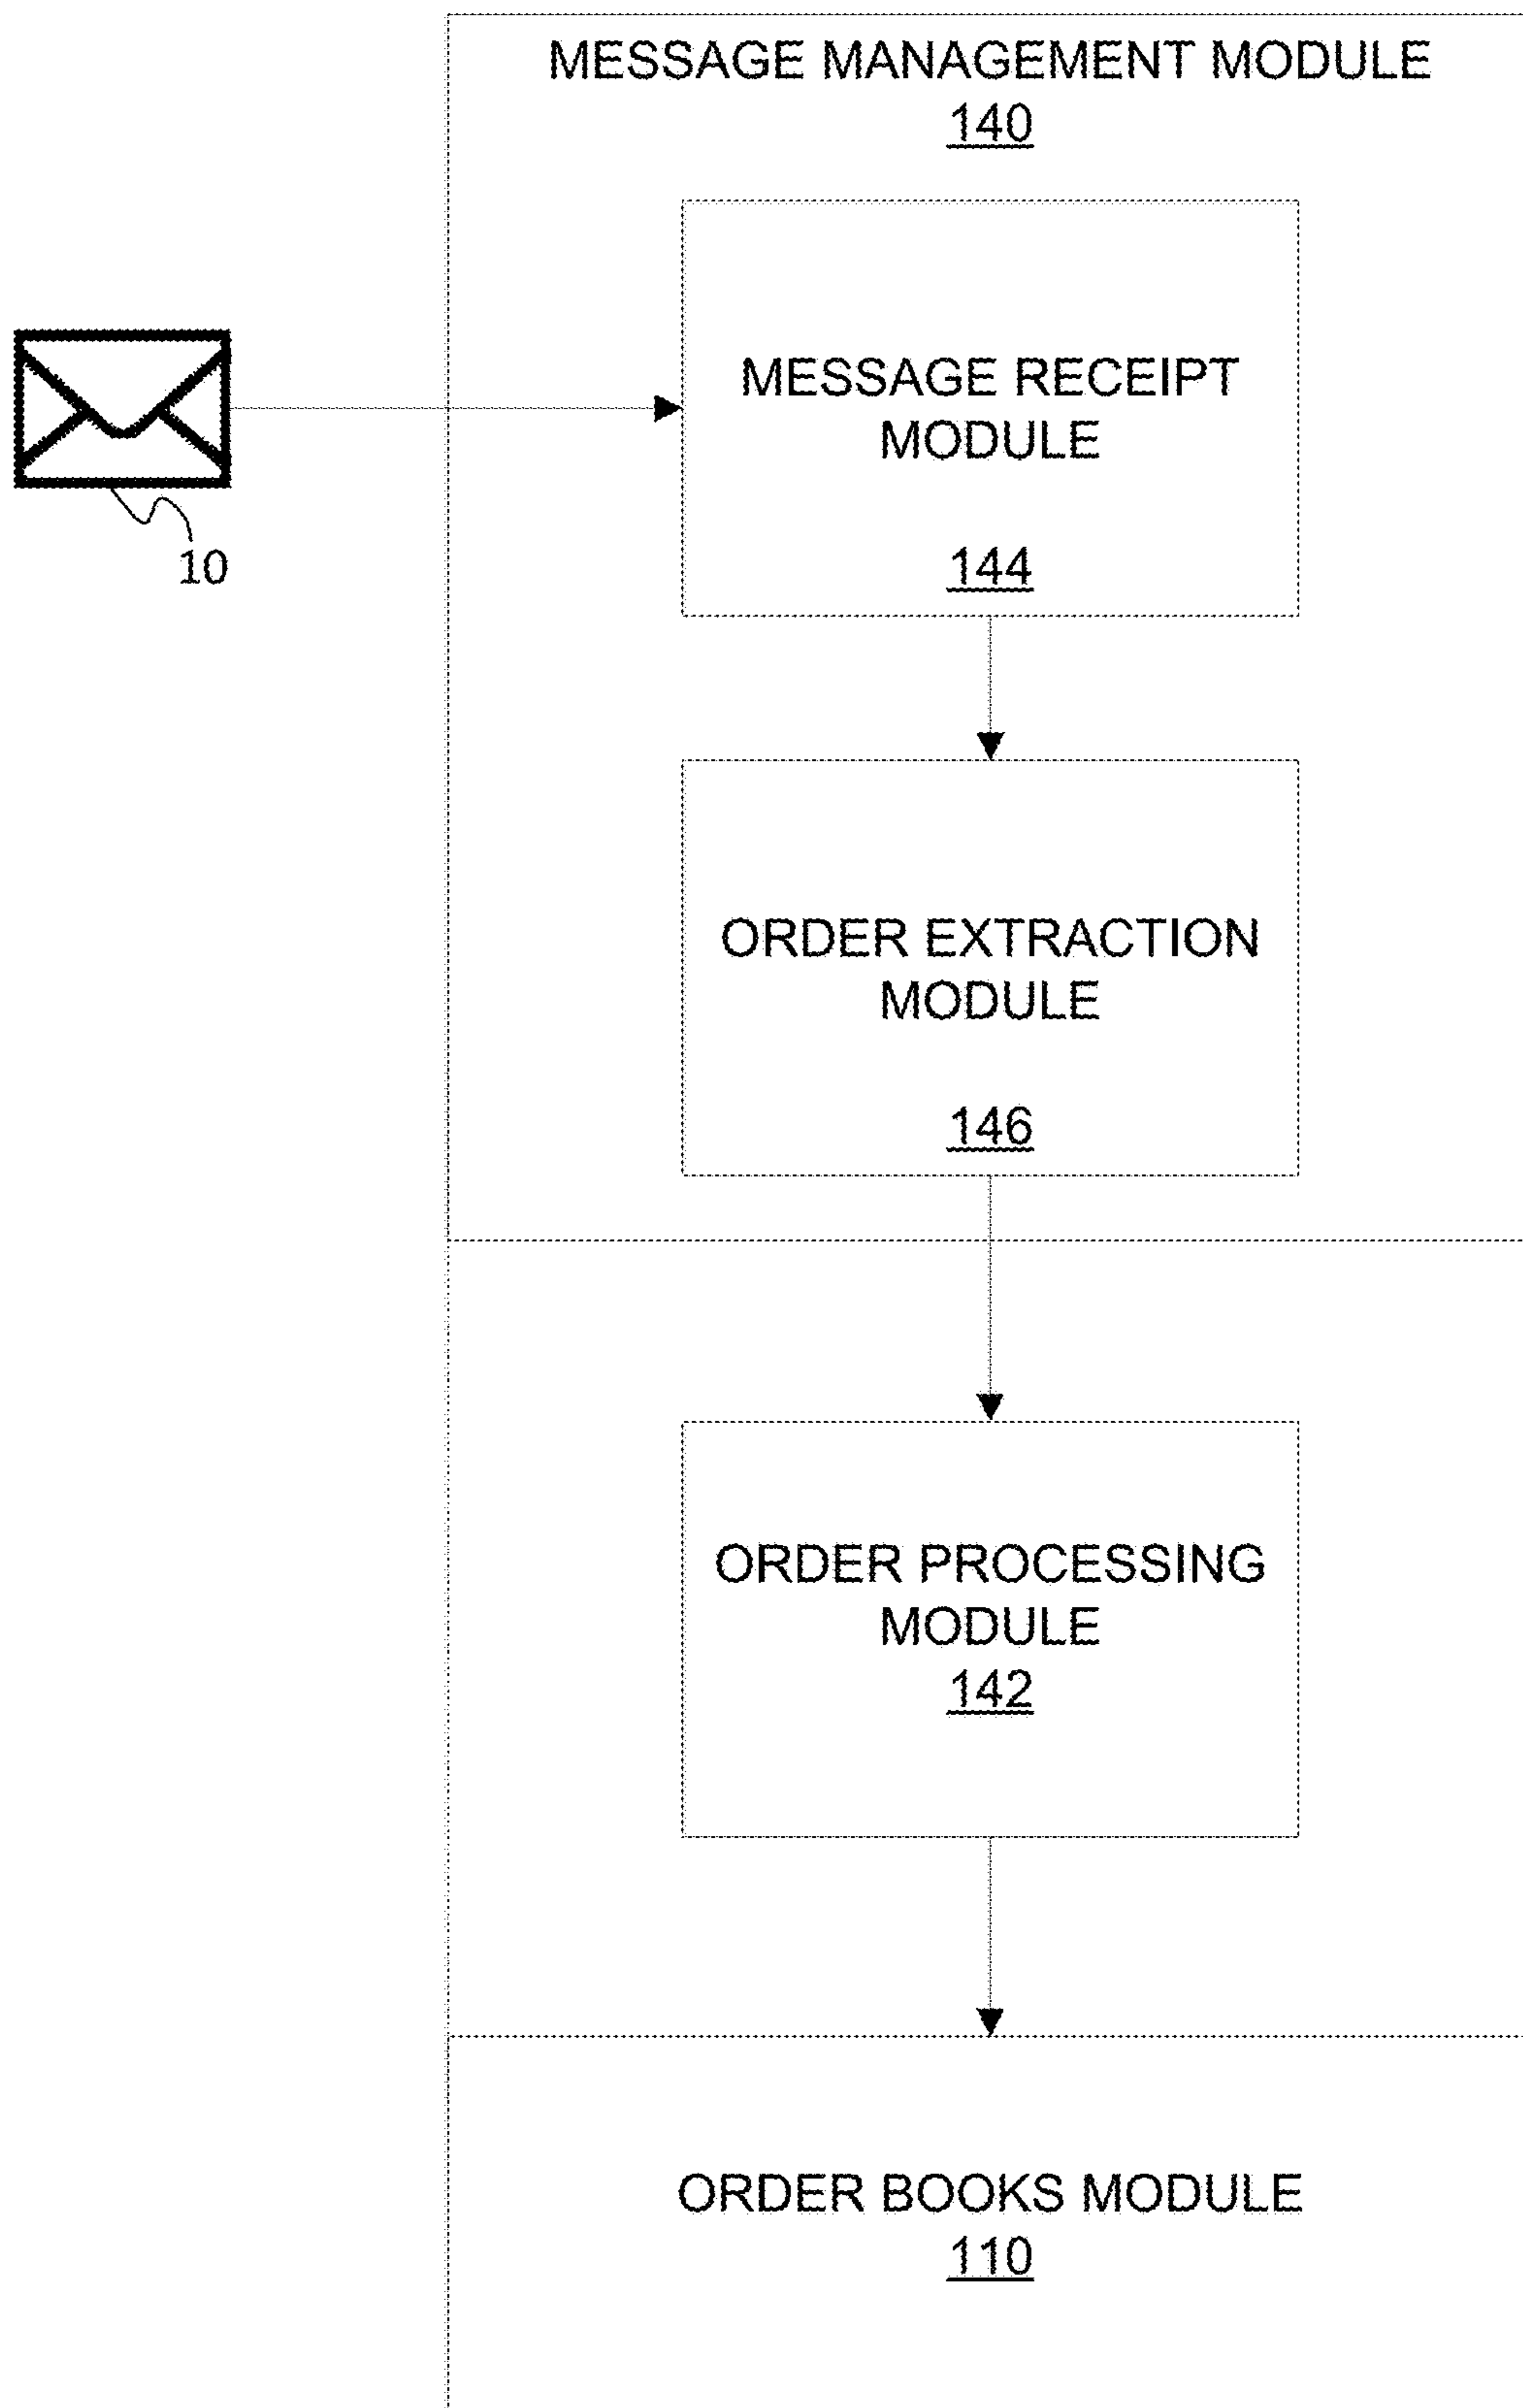 MESSAGE MANAGEMENT MODULE
140
MESSAGE RECEIPT
MODULE
144
10
ORDER EXTRACTION
MODULE
146
ORDER PROCESSING
MODULE
142
ORDER BOOKS MODULE
110